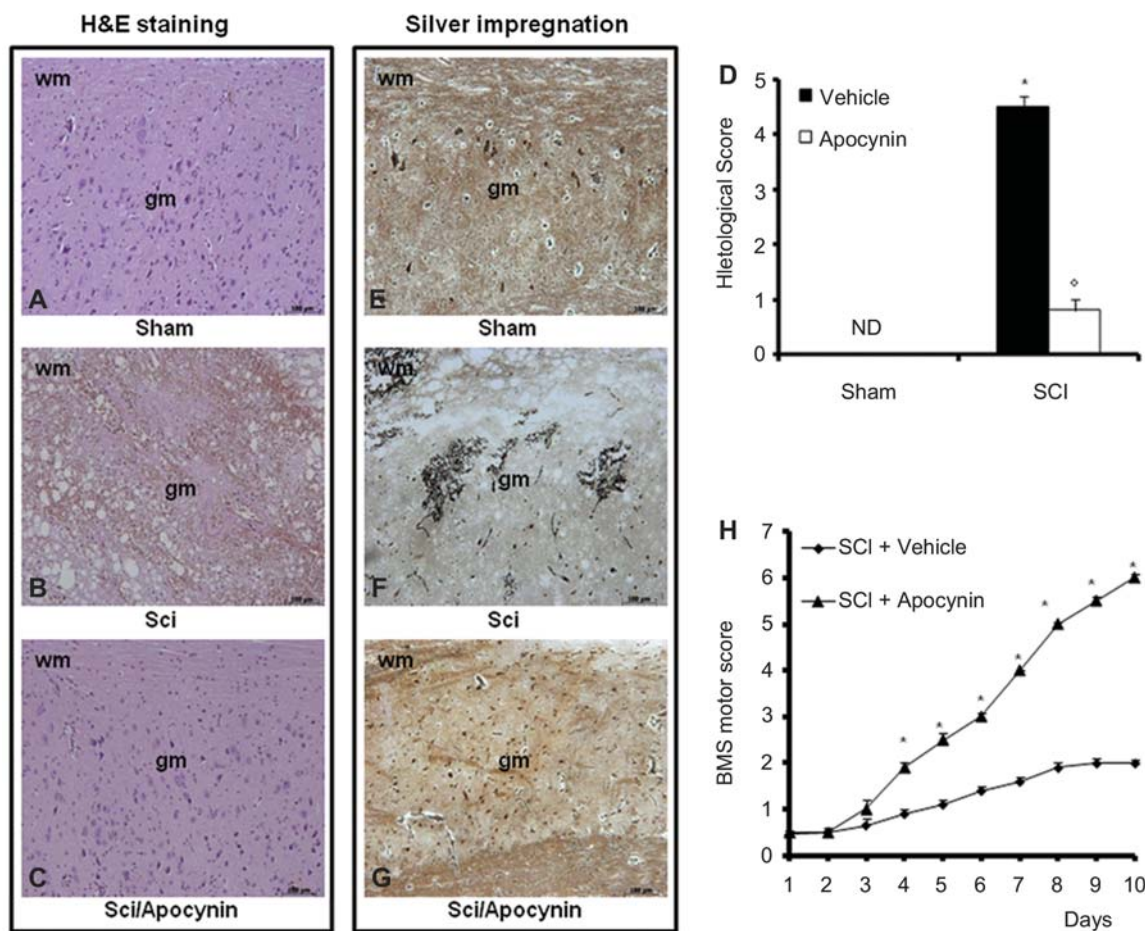 H&E staining
wm
gm
A
Sham
wm
gm
B
Sci
wm
gm
C
Sci/Apocynin
Silver impregnation
wm
gm
E
Sham
wm
gm
F
Sci
wm
gm
G
Sci/Apocynin
D
Hletological Score
5
4
3
2
1
0
Vehicle
Apocynin
*
◇
ND
Sham
SCI
H
BMS motor score
7
6
5
4
3
2
1
0
SCI + Vehicle
SCI + Apocynin
* * * * * * *
1 2 3 4 5 6 7 8 9 10
Days